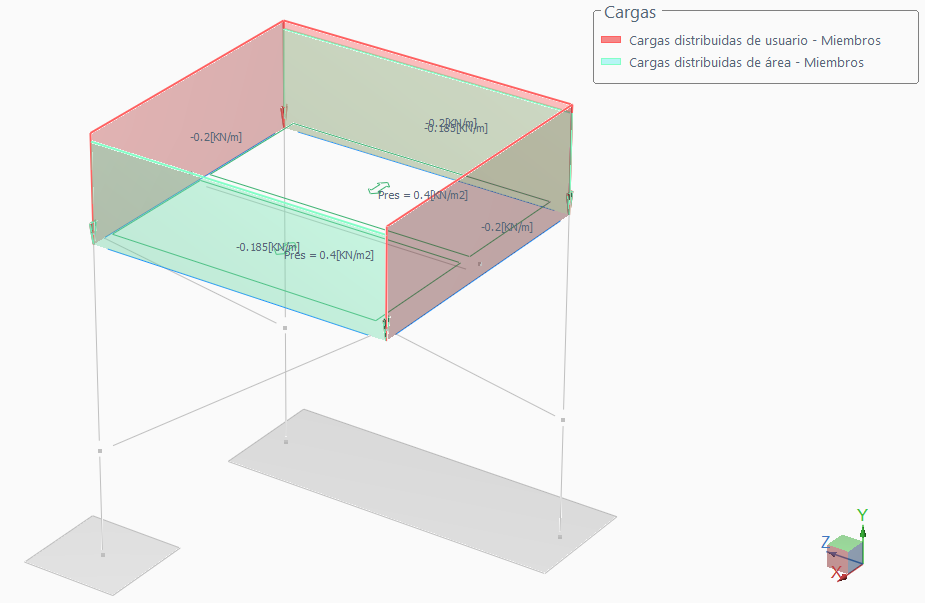 Cargas
Cargas distribuidas de usuario - Miembros
Cargas distribuidas de área - Miembros
-0.2[KN/m]
-0.2[KN/m]
-0.185[KN/m]
Pres = 0.4[KN/m2]
-0.2[KN/m]
-0.185[KN/m]
Pres = 0.4[KN/m2]
Y
Z
X